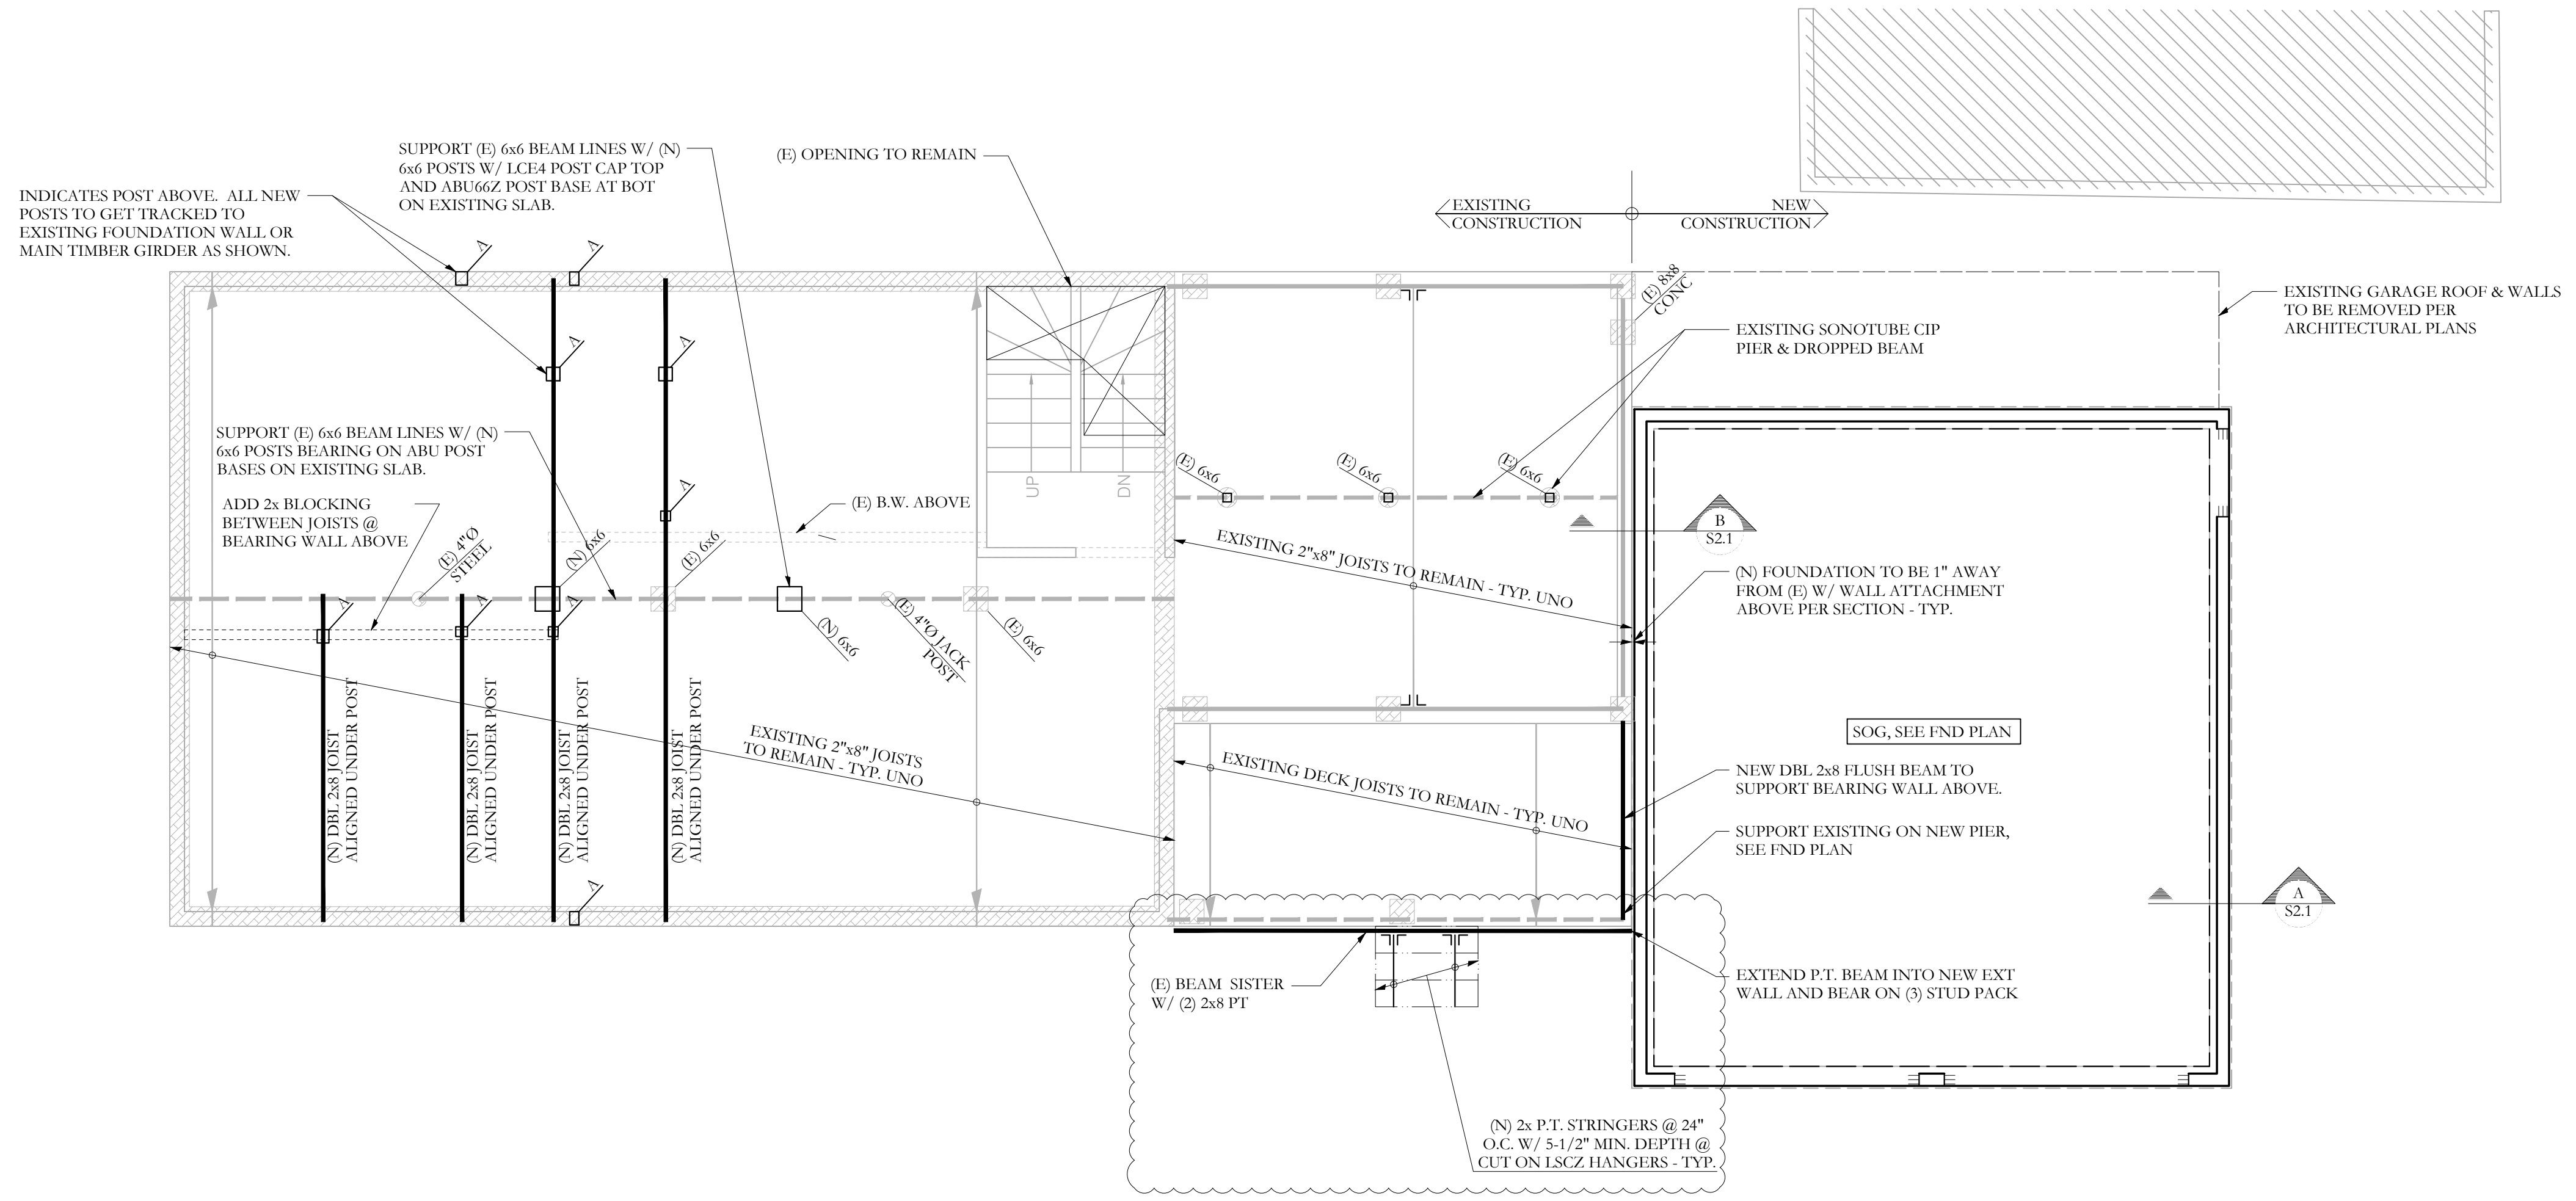 SUPPORT (E) 6x6 BEAM LINES W/ (N)
6x6 POSTS W/ LCE4 POST CAP TOP
AND ABU66Z POST BASE AT BOT
ON EXISTING SLAB.
(E) OPENING TO REMAIN
INDICATES POST ABOVE.  ALL NEW
POSTS TO GET TRACKED TO
EXISTING FOUNDATION WALL OR
MAIN TIMBER GIRDER AS SHOWN.
EXISTING
CONSTRUCTION
NEW
CONSTRUCTION
A
A
(E) 8x8
CONC
EXISTING GARAGE ROOF & WALLS
TO BE REMOVED PER
ARCHITECTURAL PLANS
EXISTING SONOTUBE CIP
PIER & DROPPED BEAM
A
A
SUPPORT (E) 6x6 BEAM LINES W/ (N)
6x6 POSTS BEARING ON ABU POST
BASES ON EXISTING SLAB.
UP
DN
(E) 6x6
(E) 6x6
(E) 6x6
A
ADD 2x BLOCKING
BETWEEN JOISTS @
BEARING WALL ABOVE
(E) B.W. ABOVE
B
S2.1
(E) 4"Ø
STEEL
(N) 6x6
(E) 6x6
EXISTING 2"x8" JOISTS TO REMAIN - TYP. UNO
(N) FOUNDATION TO BE 1" AWAY
FROM (E) W/ WALL ATTACHMENT
ABOVE PER SECTION - TYP.
A
A
A
(N) 6x6
(E) 4"Ø JACK
POST
(E) 6x6
(N) DBL 2x8 JOIST
ALIGNED UNDER POST
(N) DBL 2x8 JOIST
ALIGNED UNDER POST
(N) DBL 2x8 JOIST
ALIGNED UNDER POST
(N) DBL 2x8 JOIST
ALIGNED UNDER POST
EXISTING 2"x8" JOISTS
TO REMAIN - TYP. UNO
EXISTING DECK JOISTS TO REMAIN - TYP. UNO
SOG, SEE FND PLAN
NEW DBL 2x8 FLUSH BEAM TO
SUPPORT BEARING WALL ABOVE.
SUPPORT EXISTING ON NEW PIER,
SEE FND PLAN
A
A
S2.1
(E) BEAM  SISTER
W/ (2) 2x8 PT
EXTEND P.T. BEAM INTO NEW EXT
WALL AND BEAR ON (3) STUD PACK
(N) 2x P.T. STRINGERS @ 24"
O.C. W/ 5-1/2" MIN. DEPTH @
CUT ON LSCZ HANGERS - TYP.